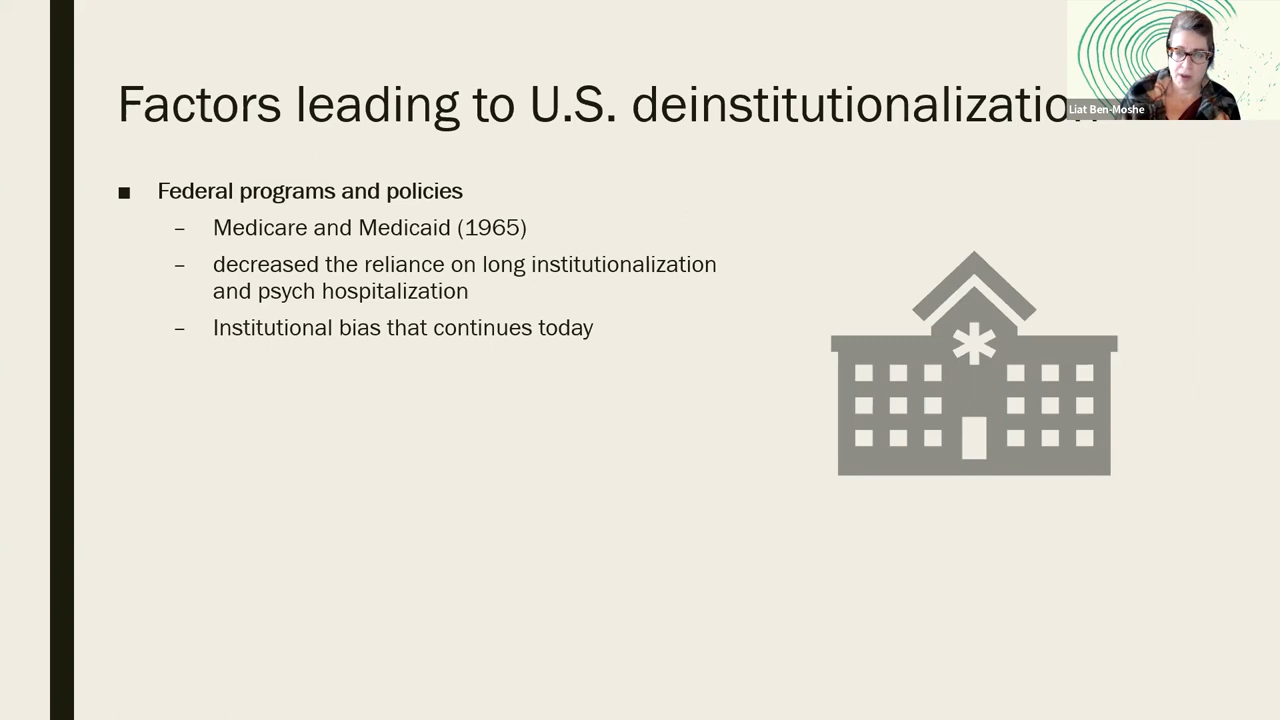 Factors leading to U.S. deinstitutionalization
Liat Ben-Moshe
■ Federal programs and policies
– Medicare and Medicaid (1965)
– decreased the reliance on long institutionalization
and psych hospitalization
– Institutional bias that continues today